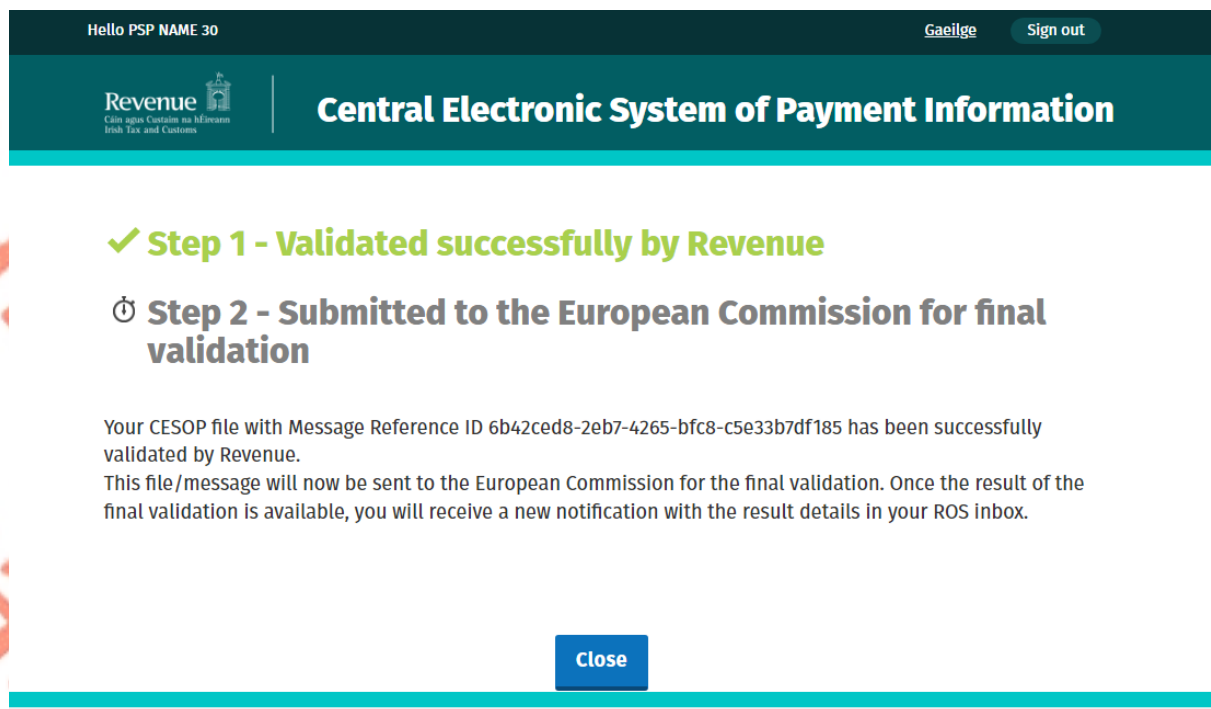 Hello PSP NAME 30
Gaeilge
Sign out
Revenue
Cáin agus Custaim na hÉireann
Irish Tax and Customs
Central Electronic System of Payment Information
Step 1 - Validated successfully by Revenue
Step 2 - Submitted to the European Commission for final
validation
Your CESOP file with Message Reference ID 6b42ced8-2eb7-4265-bfc8-c5e33b7df185 has been successfully
validated by Revenue.
This file/message will now be sent to the European Commission for the final validation. Once the result of the
final validation is available, you will receive a new notification with the result details in your ROS inbox.
Close